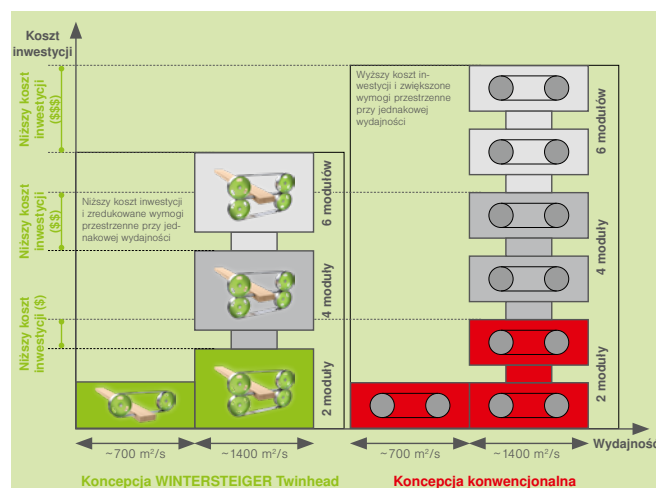 Koszt
inwestycji
Niższy koszt
inwestycji
($$$)
Niższy koszt
inwestycji
($$)
Niższy koszt
inwestycji ($)
Niższy koszt inwestycji
i zredukowane wymogi
przestrzenne przy jed-
nakowej wydajności
6 modułów
4 moduły
2 moduły
Wyższy koszt in-
westycji i zwiększone
wymogi przestrzenne
przy jednakowej
wydajności
6 modułów
4 moduły
2 moduły
Wydajność
~700 m²/s
~1400 m²/s
~700 m²/s
~1400 m²/s
Koncepcja WINTERSTEIGER Twinhead
Koncepcja konwencjonalna